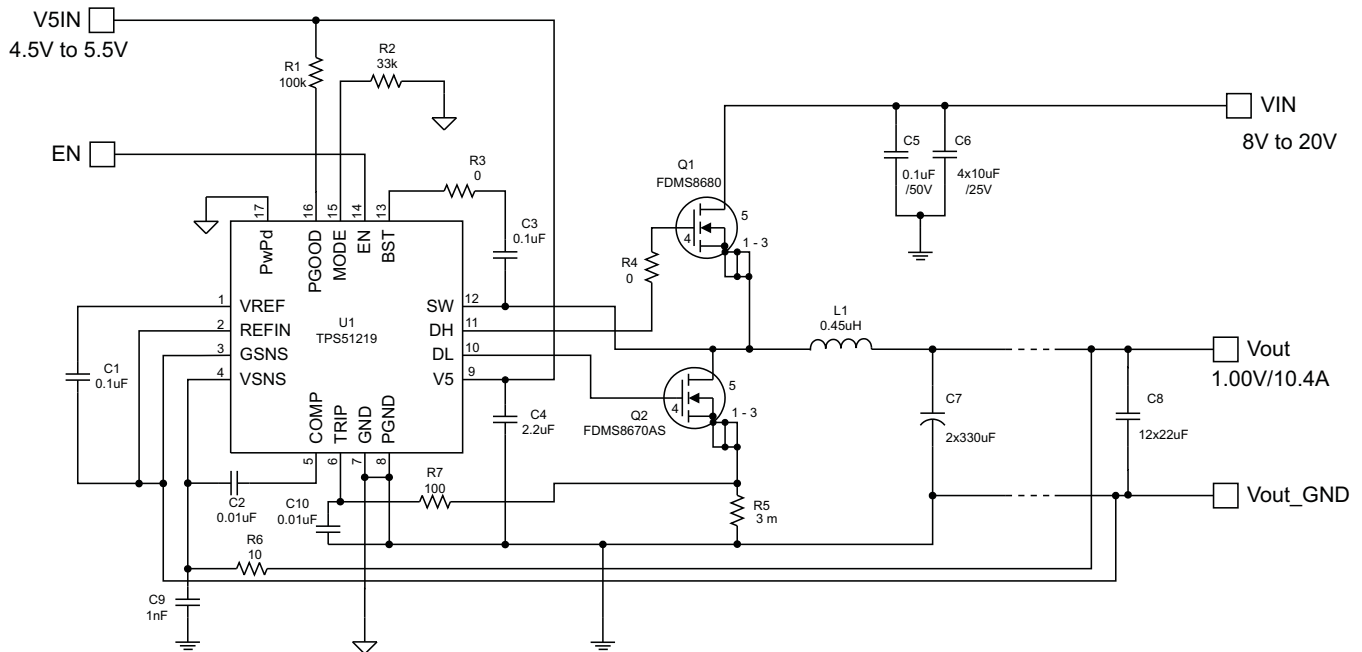 V5IN
4.5V to 5.5V
R1
100k
R2
33k
EN
R3
0
C3
0.1uF
Q1
FDMS8680
5
4
1 - 3
C5
0.1uF
/50V
C6
4x10uF
/25V
VIN
8V to 20V
17
16
15
14
13
PwPd
PGOOD
MODE
EN
BST
R4
0
1
VREF
2
REFIN
3
GSNS
4
VSNS
U1
TPS51219
SW
12
DH
11
DL
10
V5
9
COMP
TRIP
GND
PGND
5
6
7
8
C1
0.1uF
L1
0.45uH
Vout
1.00V/10.4A
5
4
1 - 3
Q2
FDMS8670AS
C4
2.2uF
C7
2x330uF
C8
12x22uF
C2
0.01uF
C10
0.01uF
R7
100
R5
3 m
Vout_GND
R6
10
C9
1nF